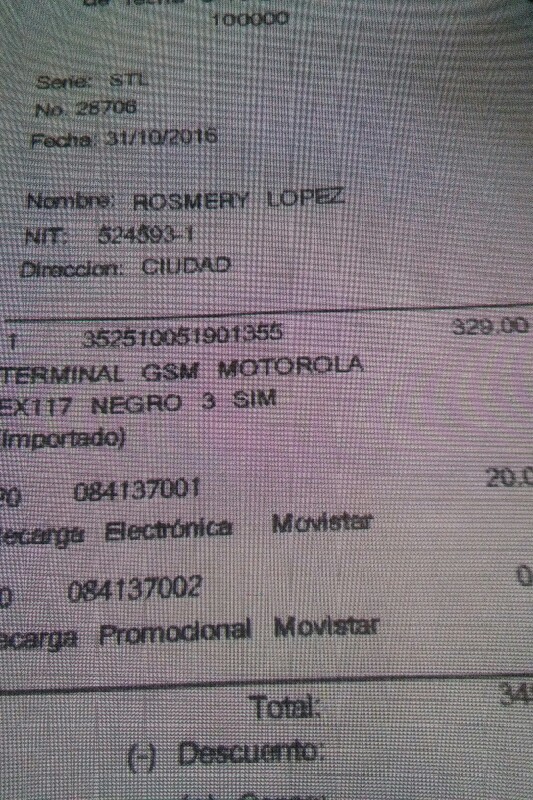 100000
Serie: STL
No. 28706
Fecha: 31/10/2016
Nombre: ROSMERY LOPEZ
NIT: 524593-1
Direccion: CIUDAD
1 352510051901355 329.00
TERMINAL GSM MOTOROLA
EX117 NEGRO 3 SIM
(importado)
20 084137001 20.0
ecarga Electrónica Movistar
0 084137002 0
ecarga Promocional Movistar
Total: 34
(-) Descuento: